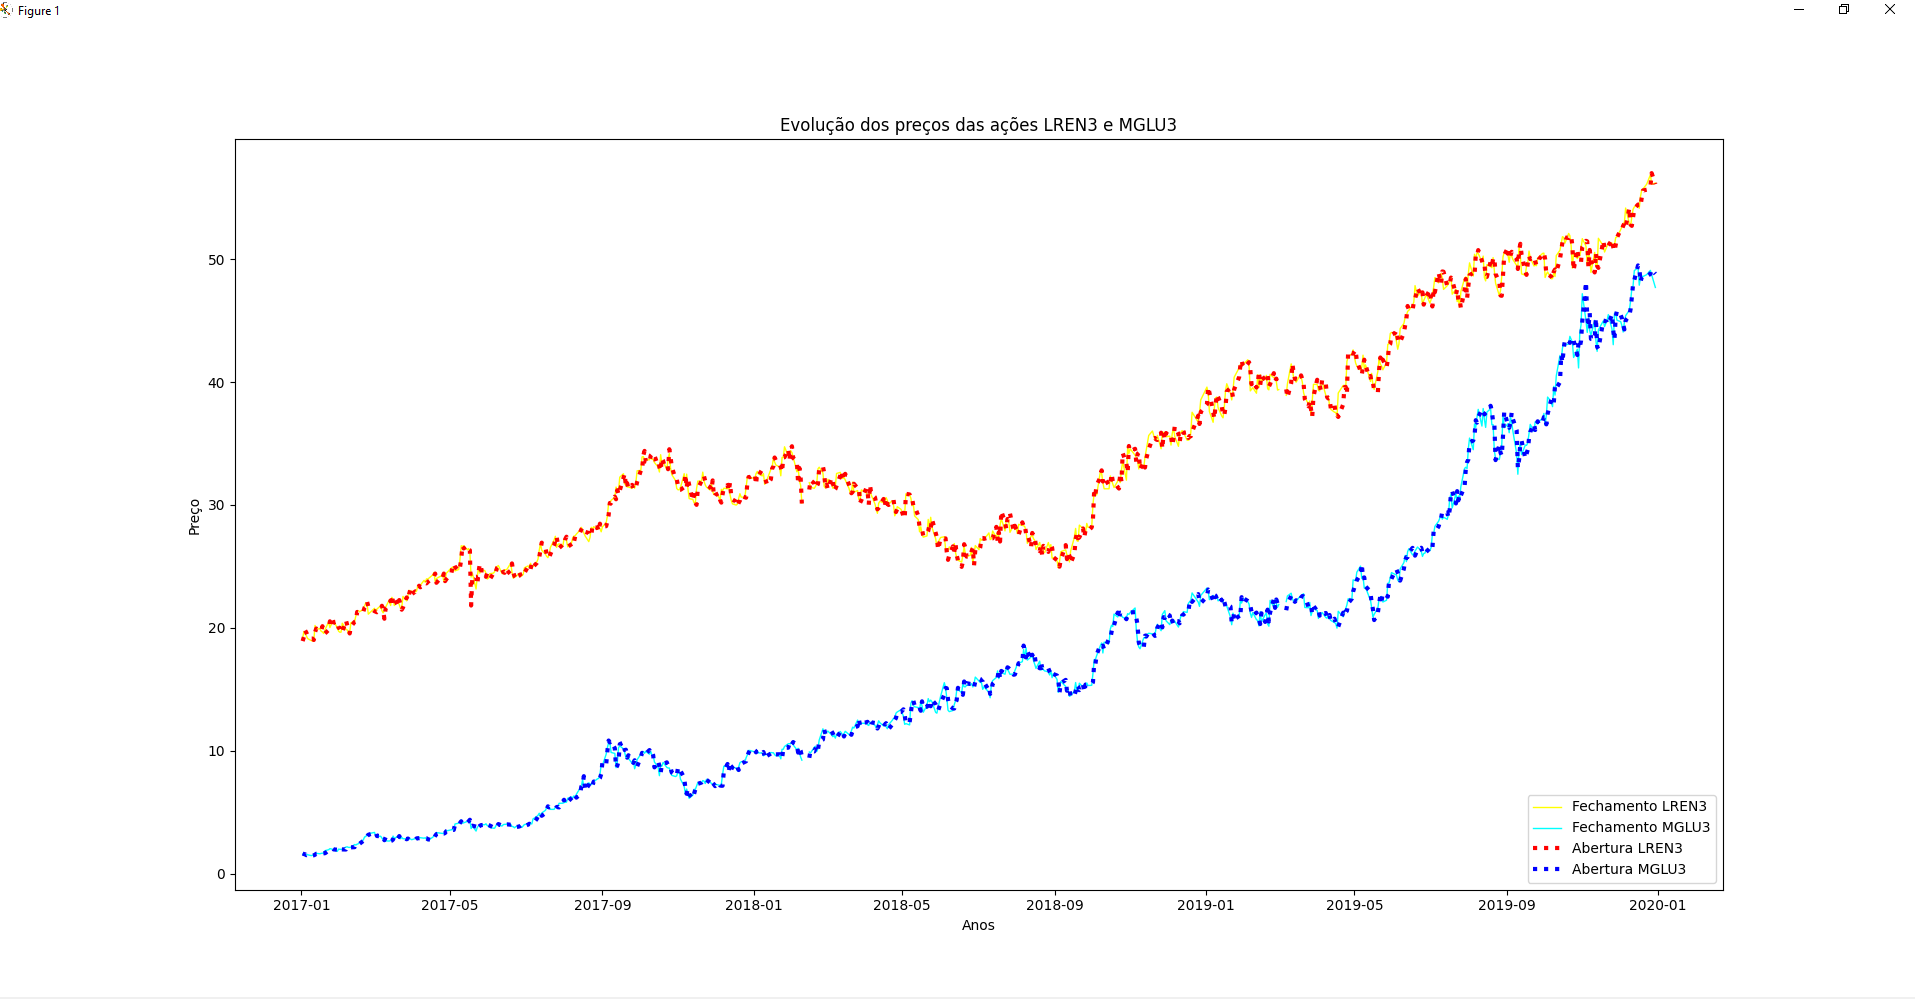 Figure 1
Evolução dos preços das ações LREN3 e MGLU3
Preço
50
40
30
20
10
0
2017-01 2017-05 2017-09 2018-01 2018-05 2018-09 2019-01 2019-05 2019-09 2020-01
Anos
Fechamento LREN3
Fechamento MGLU3
Abertura LREN3
Abertura MGLU3